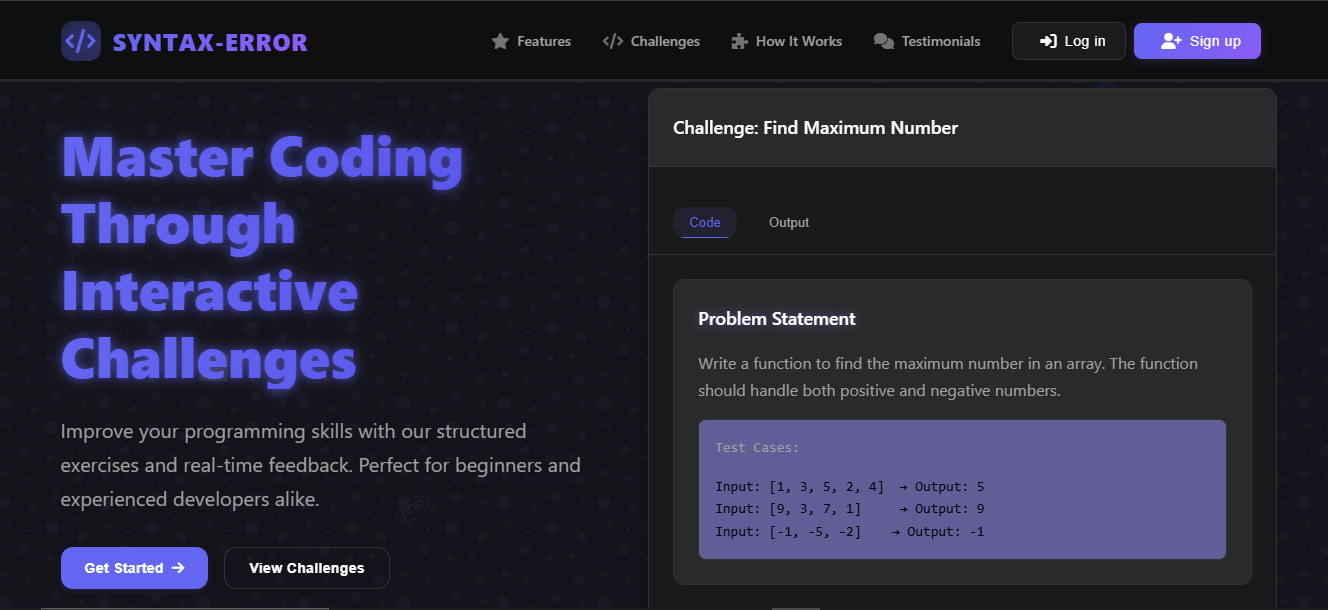 </> SYNTAX-ERROR
Features
</> Challenges
How It Works
Testimonials
Log in
Sign up
Master Coding
Through
Interactive
Challenges
Improve your programming skills with our structured
exercises and real-time feedback. Perfect for beginners and
experienced developers alike.
Get Started →
View Challenges
php
Challenge: Find Maximum Number
Code
Output
Problem Statement
Write a function to find the maximum number in an array. The function
should handle both positive and negative numbers.
Test Cases:
Input: [1, 3, 5, 2, 4] → Output: 5
Input: [9, 3, 7, 1] → Output: 9
Input: [-1, -5, -2] → Output: -1